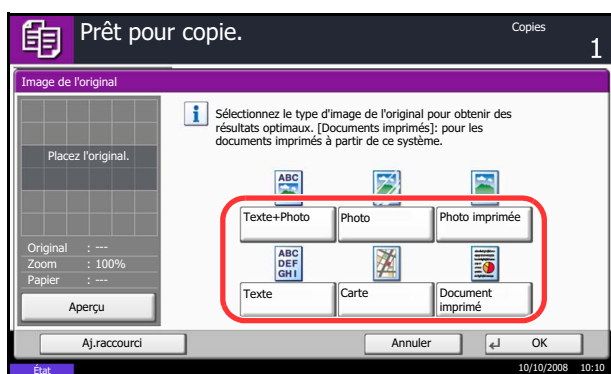 Prêt pour copie.
Copies
1
Image de l'original
Placez l'original.
Original : ---
Zoom : 100%
Papier : ---
Aperçu
Sélectionnez le type d'image de l'original pour obtenir des
résultats optimaux. [Documents imprimés]: pour les
documents imprimés à partir de ce système.
ABC
Texte+Photo
Photo
Photo imprimée
ABC
DEF
GHI
Texte
Carte
Document
imprimé
Aj.raccourci
Annuler
OK
État
10/10/2008 10:10